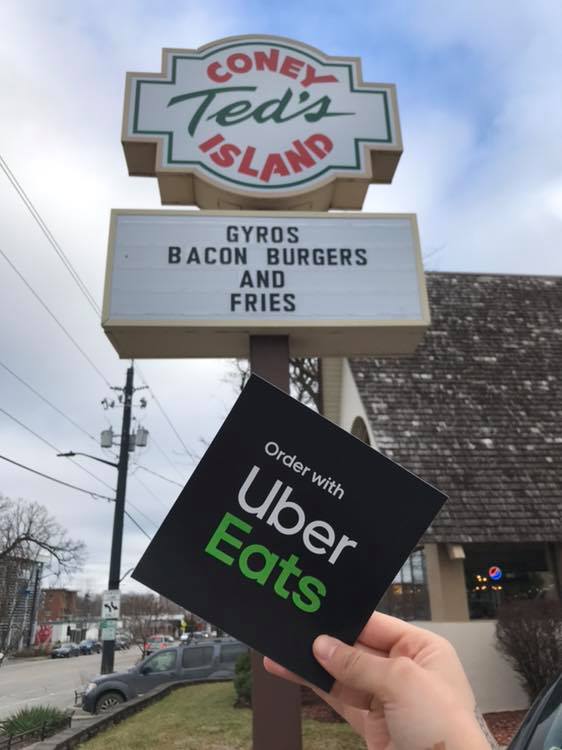 CONEY
Ted's
ISLAND
GYROS
BACON BURGERS
AND
FRIES
Order with
Uber
Eats